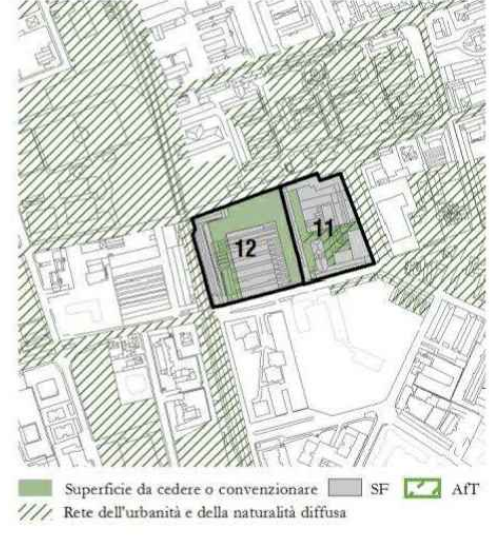 12
11
Superficie da cedere o convenzionare SF AfT
Rete dell'urbanità e della naturalità diffusa